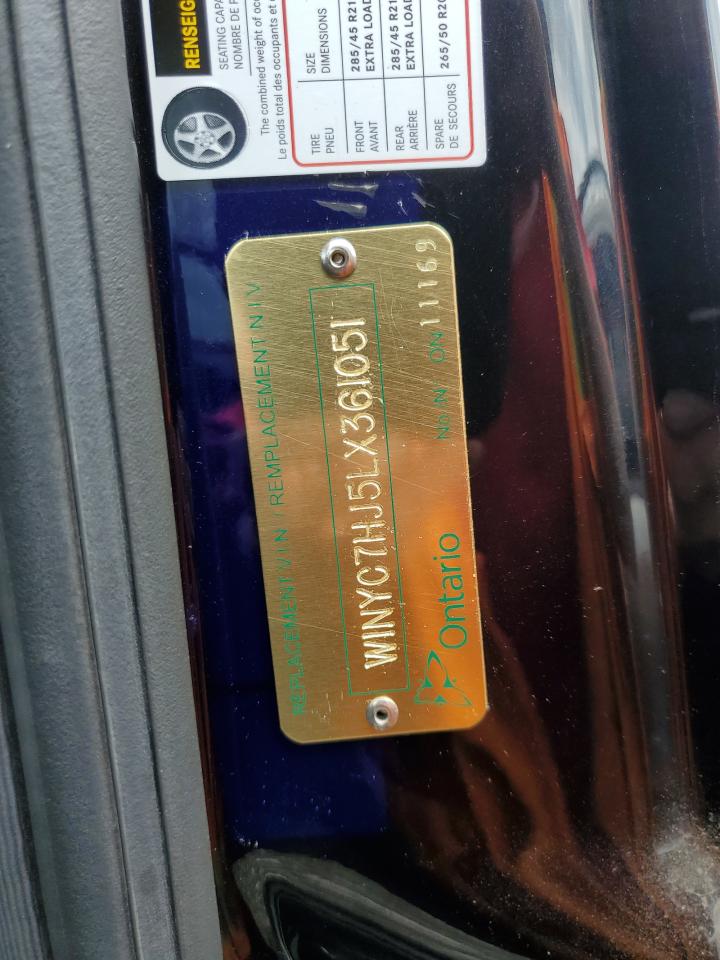 RENSEIG
SEATING CAPA
NOMBRE DE P
The combined weight of occ
Le poids total des occupants et
TIRE SIZE
PNEU DIMENSIONS
FRONT 285/45 R21
AVANT EXTRA LOAD
REAR 285/45 R21
ARRIÈRE EXTRA LOAD
SPARE 265/50 R20
DE SECOURS
REPLACEMENT V I N / REMPLACEMENT N I V
W1NYC7HJ5LX361051
Ontario No/N° ON 11169